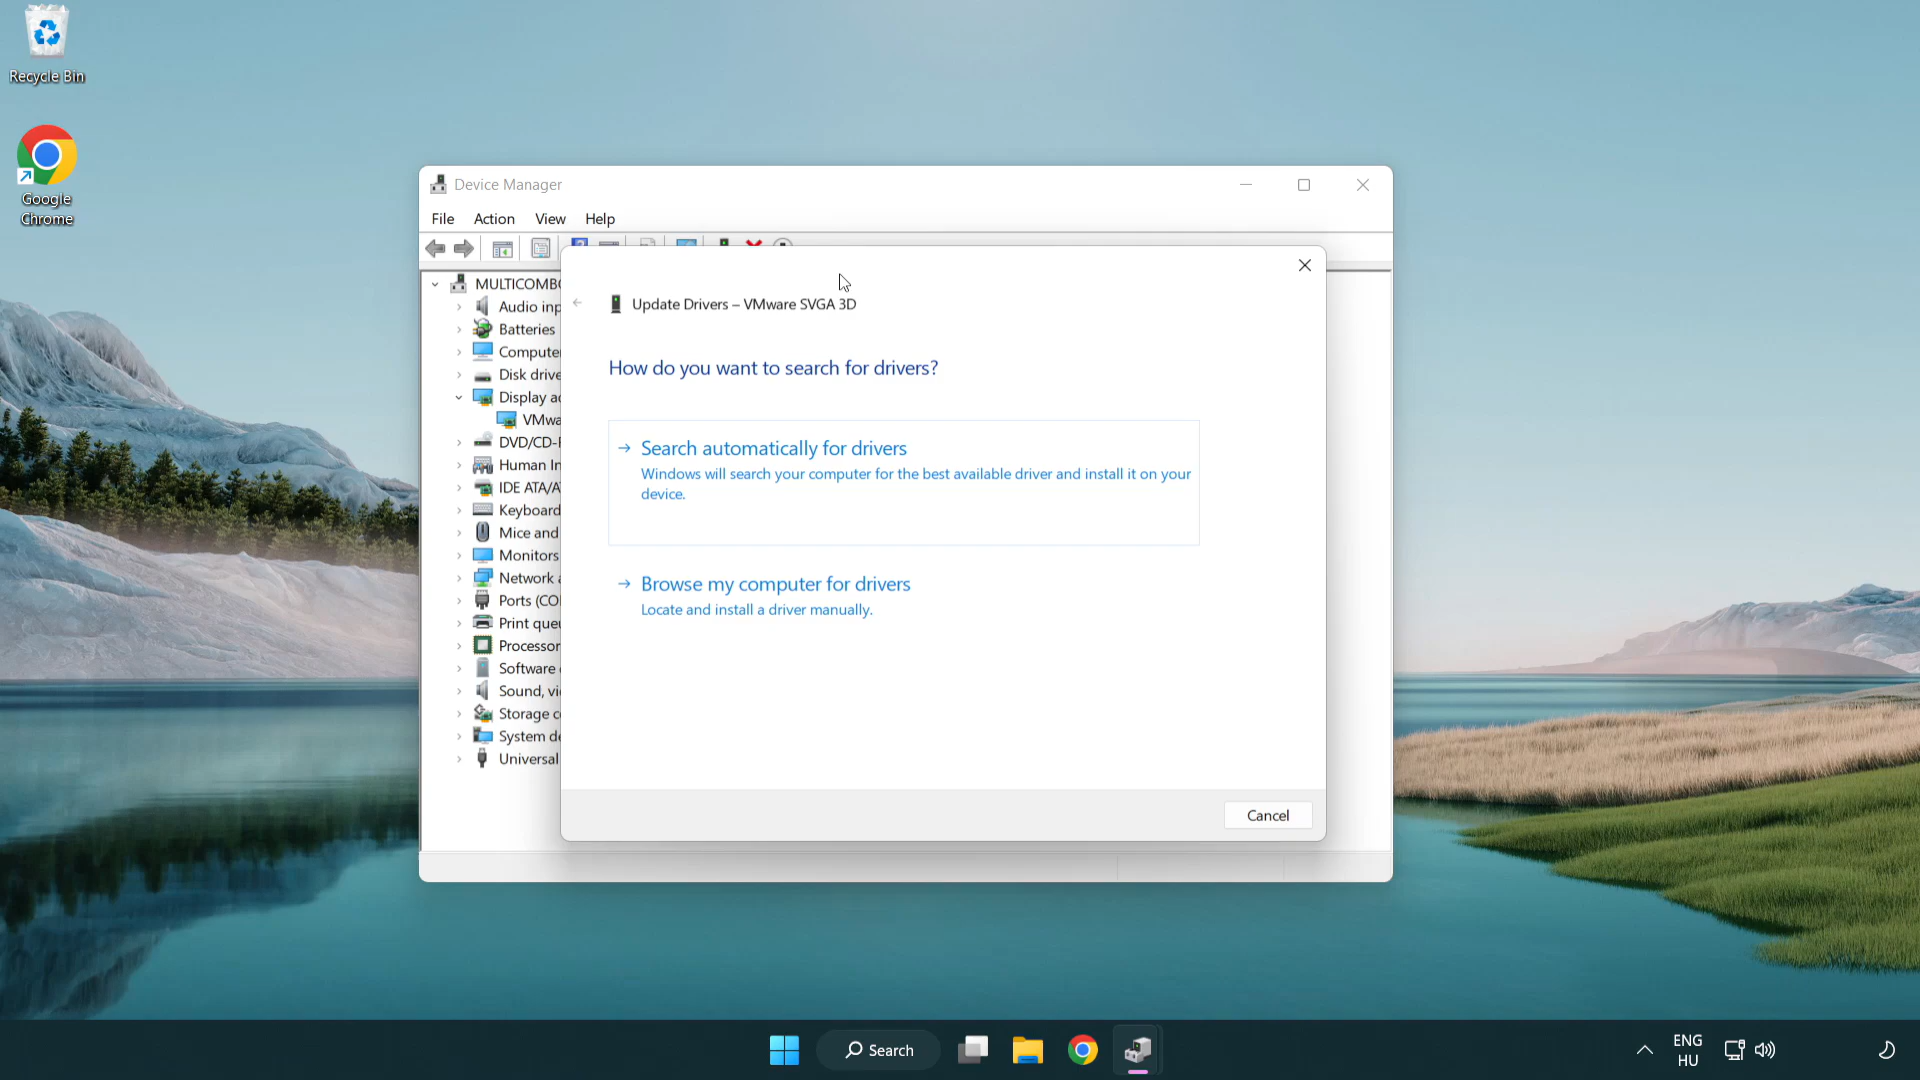 Recycle Bin
Google
Chrome
Device Manager
File Action View Help
MULTICOMBO
Audio inp
Batteries
Computer
Disk drive
Display ad
VMwa
DVD/CD-R
Human In
IDE ATA/A
Keyboard
Mice and
Monitors
Network a
Ports (CO
Print que
Processor
Software
Sound, vi
Storage c
System de
Universal
Update Drivers – VMware SVGA 3D
How do you want to search for drivers?
Search automatically for drivers
Windows will search your computer for the best available driver and install it on your
device.
Browse my computer for drivers
Locate and install a driver manually.
Cancel
Search
ENG
HU